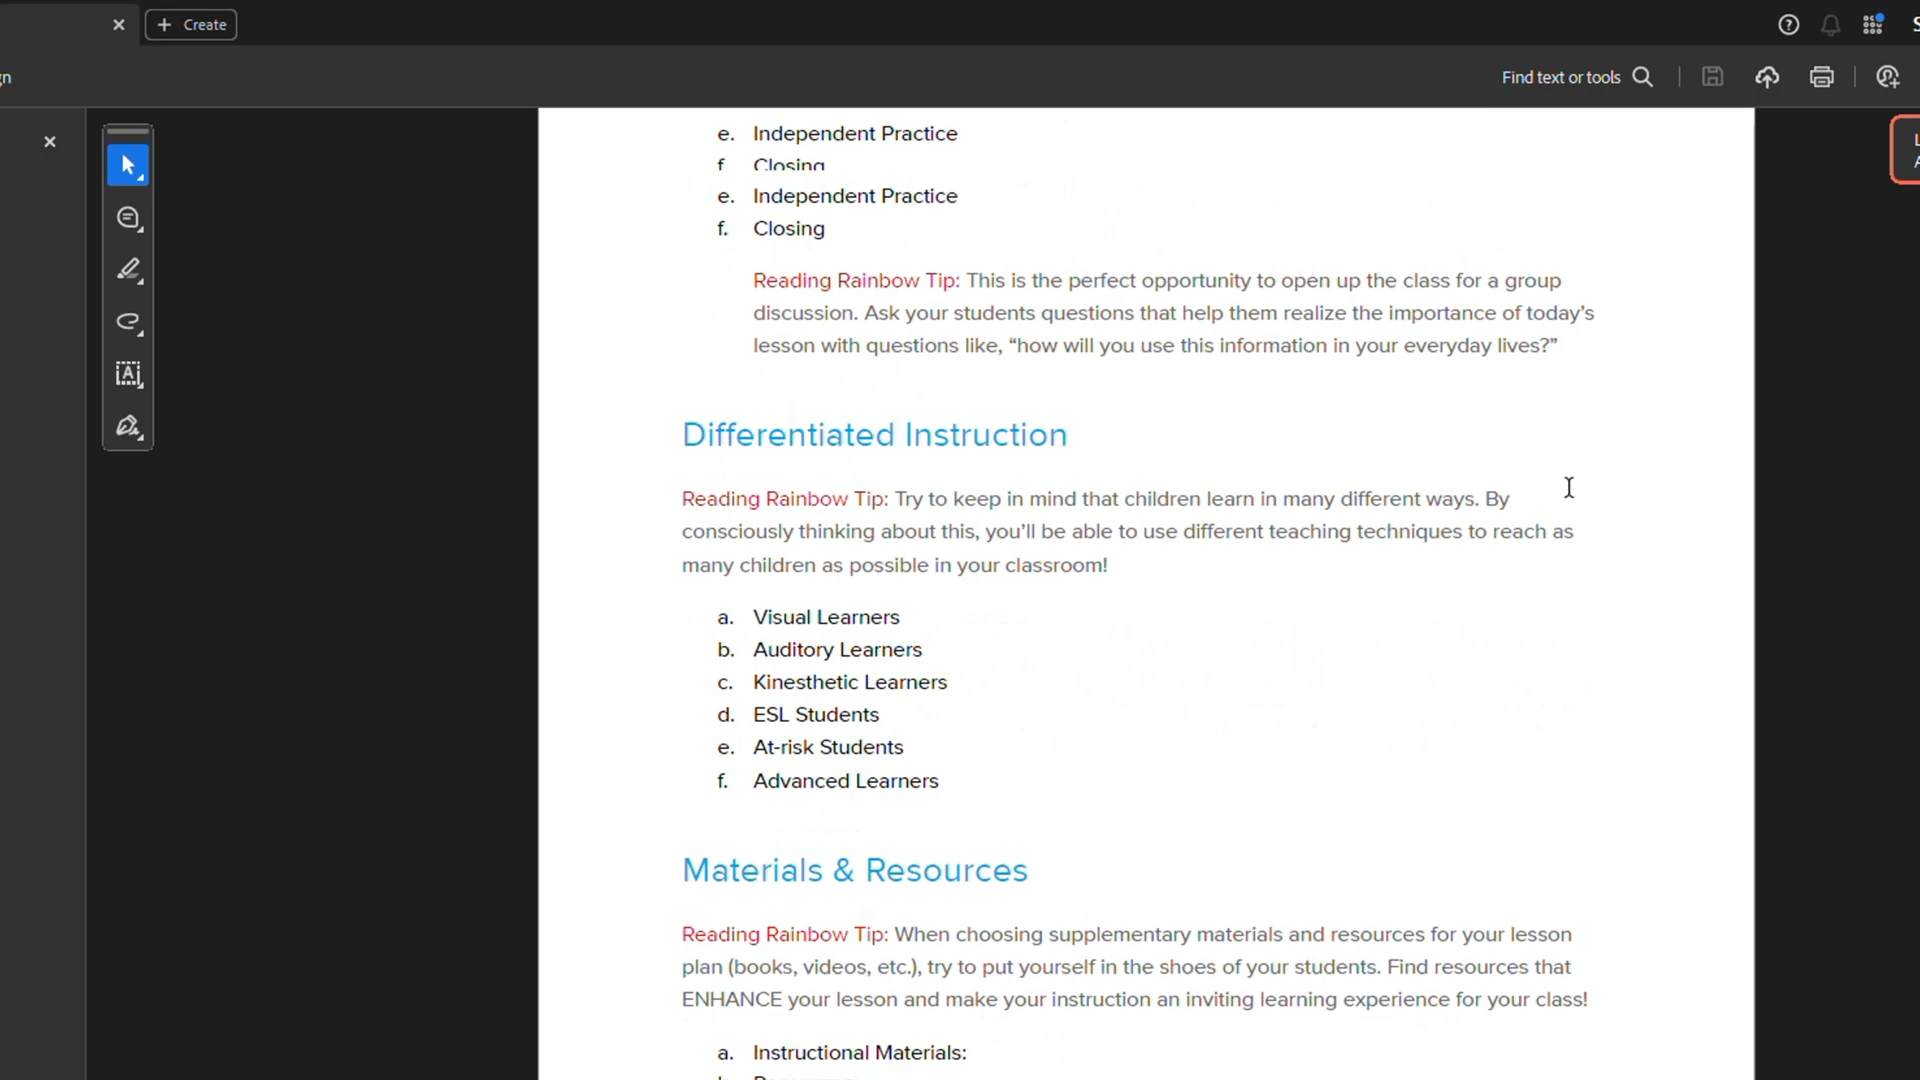 Create
Find text or tools
e. Independent Practice
f Closing
e. Independent Practice
f. Closing
Reading Rainbow Tip: This is the perfect opportunity to open up the class for a group
discussion. Ask your students questions that help them realize the importance of today’s
lesson with questions like, “how will you use this information in your everyday lives?”
Differentiated Instruction
Reading Rainbow Tip: Try to keep in mind that children learn in many different ways. By
consciously thinking about this, you’ll be able to use different teaching techniques to reach as
many children as possible in your classroom!
a. Visual Learners
b. Auditory Learners
c. Kinesthetic Learners
d. ESL Students
e. At-risk Students
f. Advanced Learners
Materials & Resources
Reading Rainbow Tip: When choosing supplementary materials and resources for your lesson
plan (books, videos, etc.), try to put yourself in the shoes of your students. Find resources that
ENHANCE your lesson and make your instruction an inviting learning experience for your class!
a. Instructional Materials: